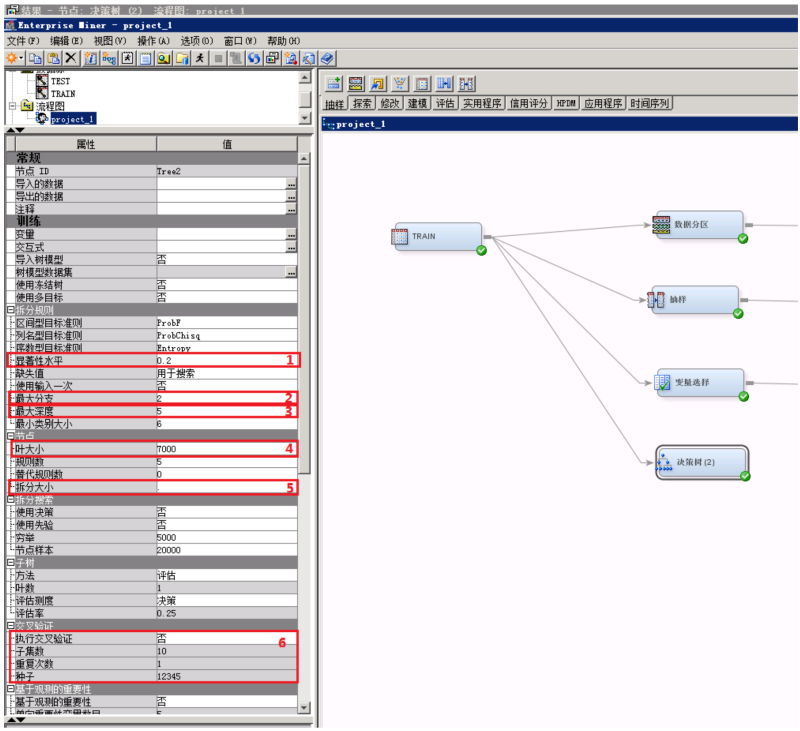 结果 - 节点: 决策树 (2) 流程图: project_1
Enterprise Miner - project_1
文件(F) 编辑(E) 视图(V) 操作(A) 选项(O) 窗口(W) 帮助(H)
TEST
TRAIN
流程图
project_1
抽样 探索 修改 建模 评估 实用程序 信用评分 HPDM 应用程序 时间序列
project_1
属性 值
常规
节点 ID Tree2
导入的数据 ...
导出的数据 ...
注释 ...
训练
变量 ...
交互式 ...
导入树模型 否
树模型数据集 ...
使用冻结树 否
使用多目标 否
拆分规则
区间型目标准则 ProbF
列名型目标准则 ProbChisq
序数型目标准则 Entropy
显著性水平 0.2 1
缺失值 用于搜索
使用输入一次 否
最大分支 2 2
最大深度 5 3
最小类别大小 6
节点
叶大小 7000 4
规则数 5
替代规则数 0
拆分大小 . 5
拆分搜索
使用决策 否
使用先验 否
穷举 5000
节点样本 20000
子树
方法 评估
叶数 1
评估测度 决策
评估率 0.25
交叉验证
执行交叉验证 否 6
子集数 10
重复次数 1
种子 12345
基于观测的重要性
基于观测的重要性 否
TRAIN
数据分区
抽样
变量选择
决策树 (2)